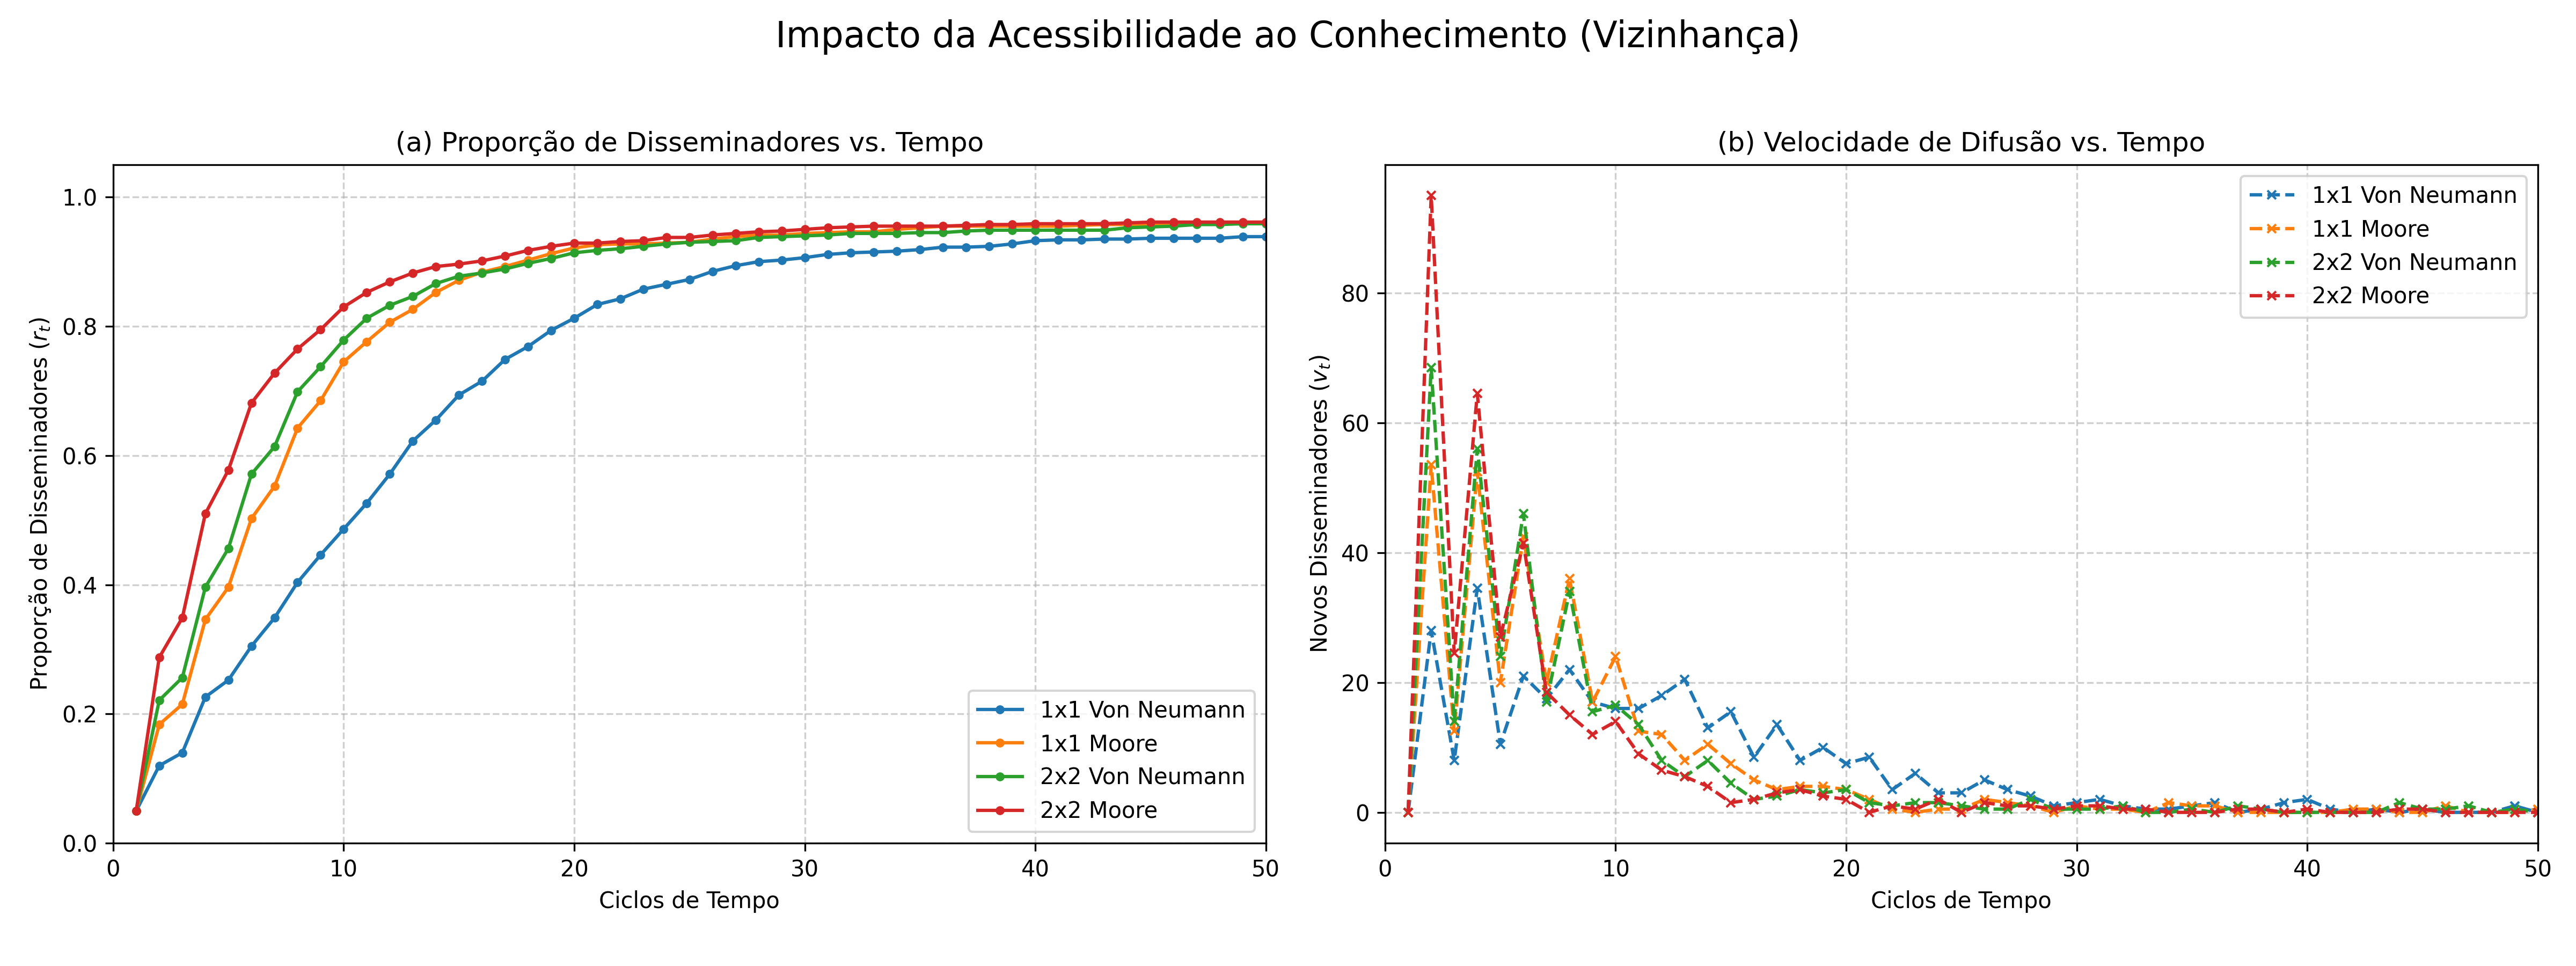 Impacto da Acessibilidade ao Conhecimento (Vizinhança)
(a) Proporção de Disseminadores vs. Tempo
Proporção de Disseminadores (r_t)
1.0
0.8
0.6
0.4
0.2
0.0
0
10
20
30
40
50
Ciclos de Tempo
1x1 Von Neumann
1x1 Moore
2x2 Von Neumann
2x2 Moore
(b) Velocidade de Difusão vs. Tempo
Novos Disseminadores (v_t)
80
60
40
20
0
0
10
20
30
40
50
Ciclos de Tempo
1x1 Von Neumann
1x1 Moore
2x2 Von Neumann
2x2 Moore